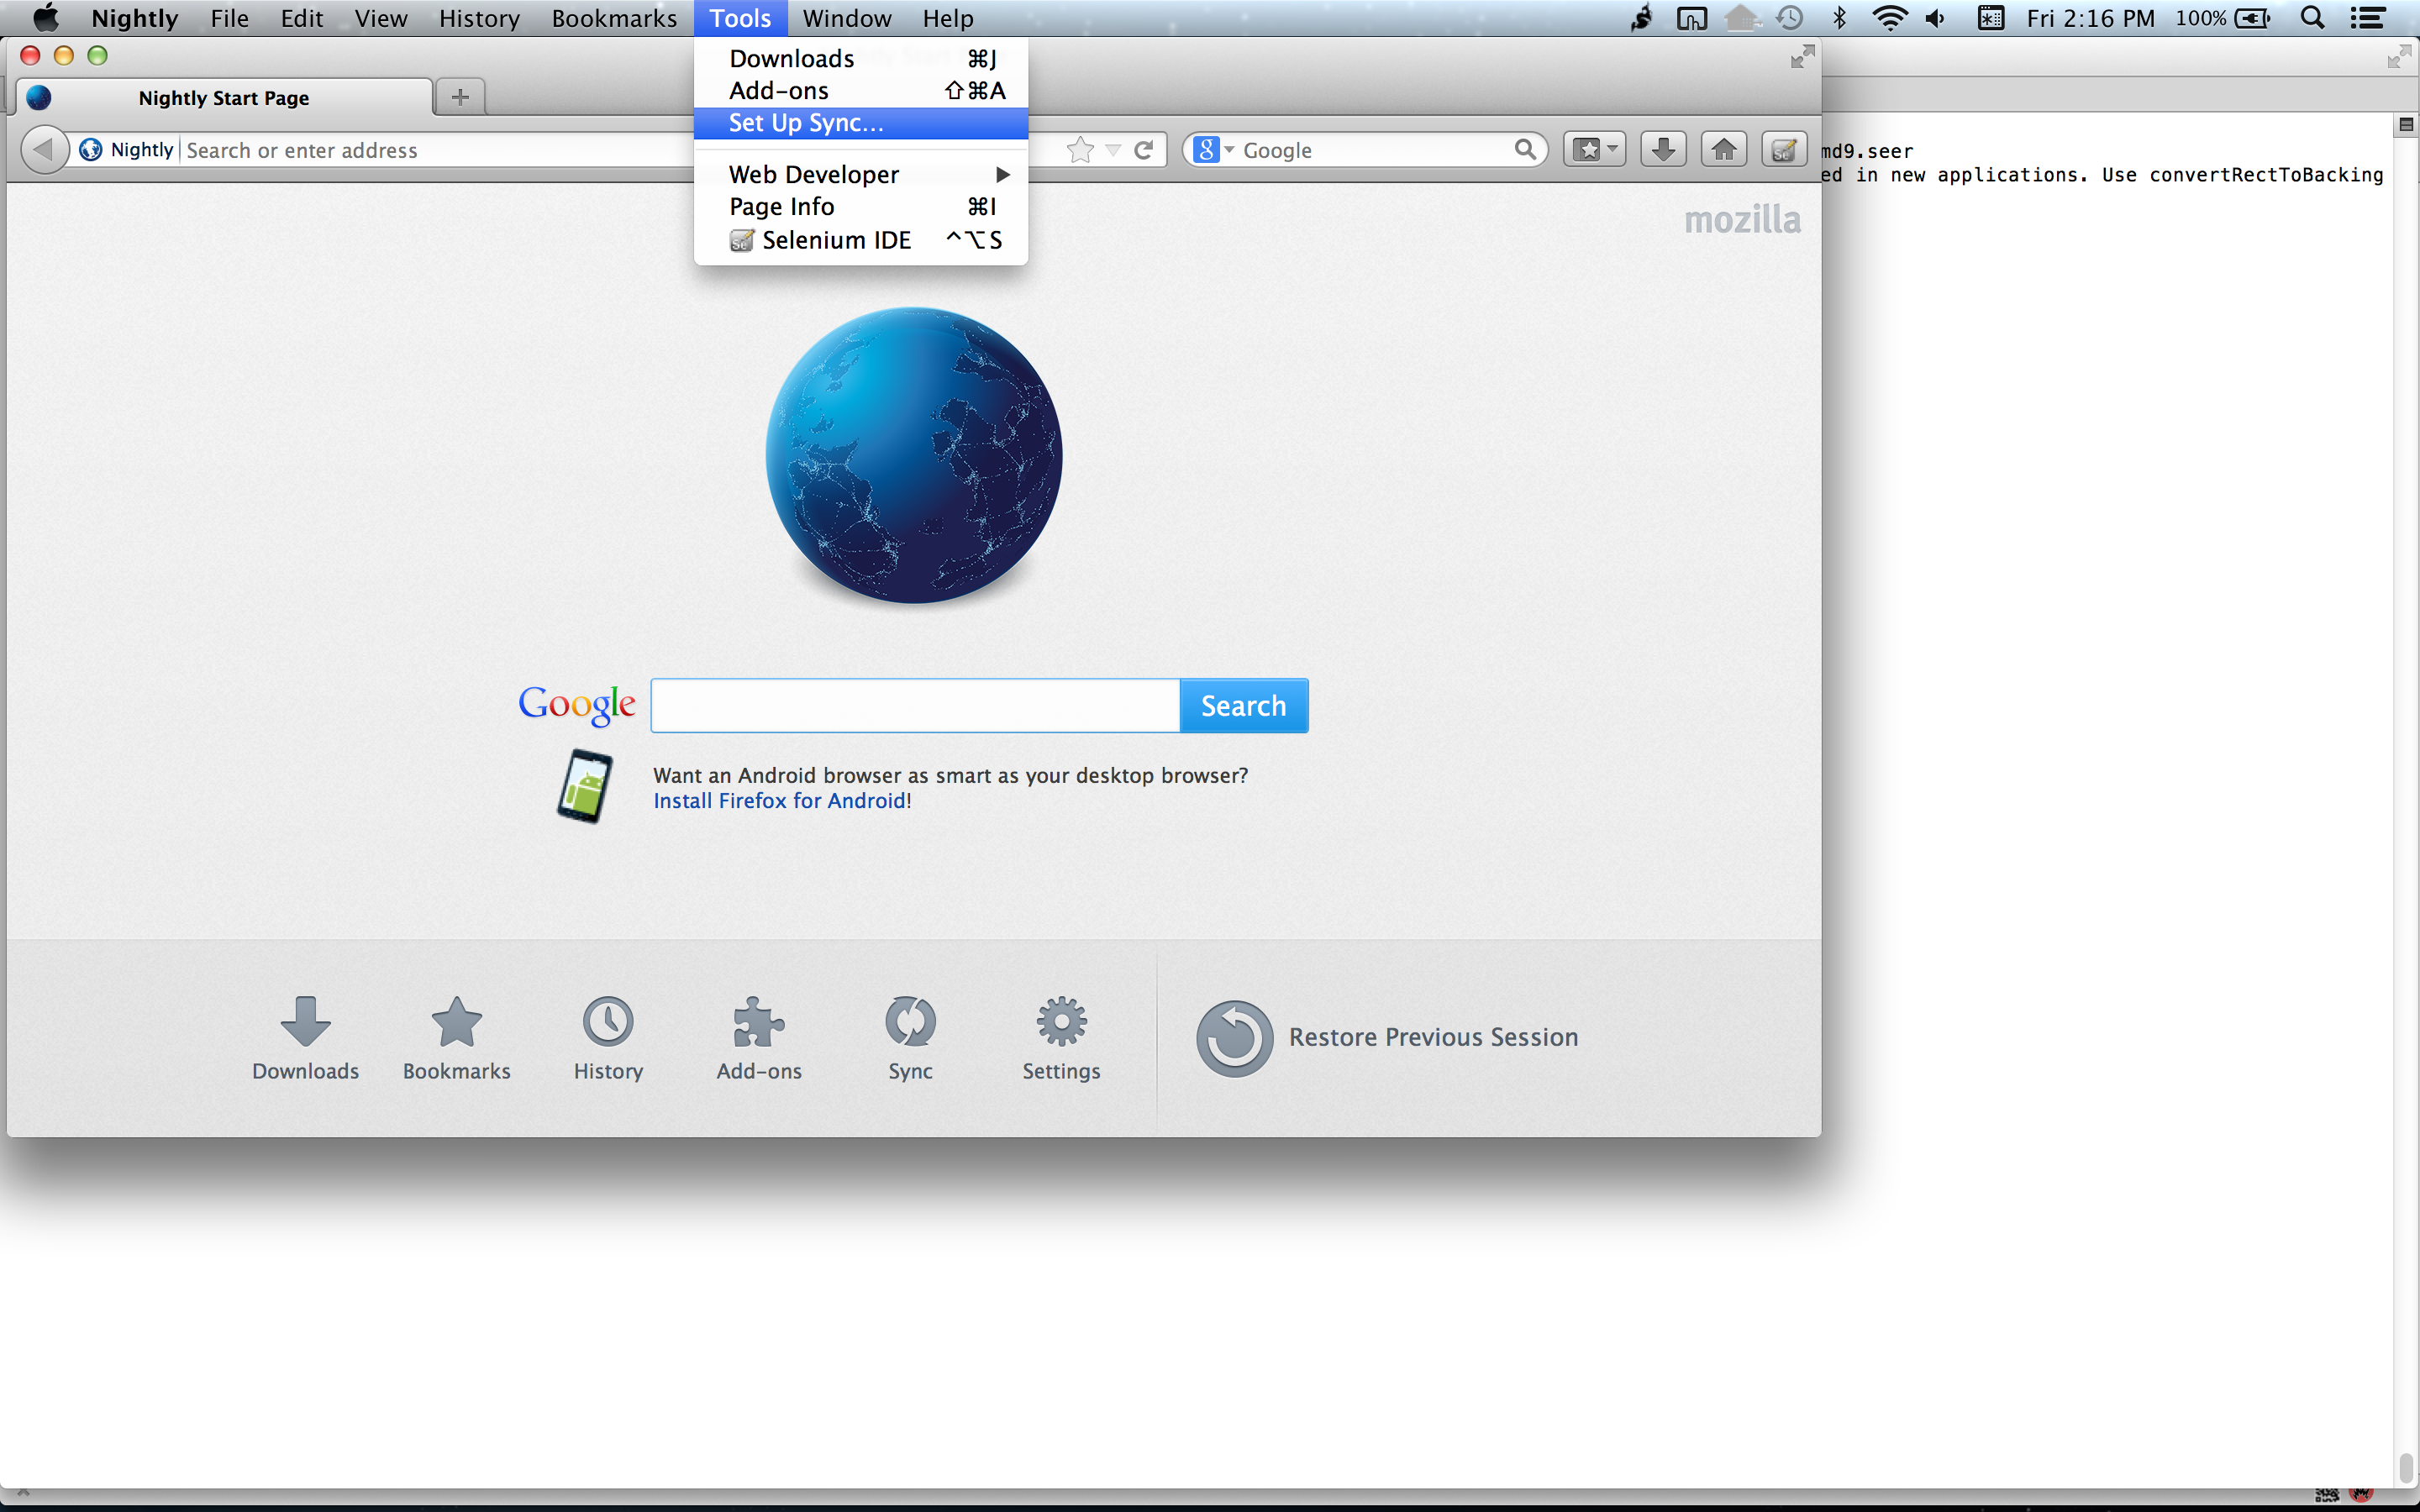 Nightly File Edit View History Bookmarks Tools Window Help Fri 2:16 PM 100%
Downloads ⌘J
Add-ons ⇧⌘A
Set Up Sync...
Web Developer ▶
Page Info ⌘I
Selenium IDE ^⌥S
Nightly Start Page
Nightly Search or enter address
Google
md9.seer
ed in new applications. Use convertRectToBacking
mozilla
Google Search
Want an Android browser as smart as your desktop browser?
Install Firefox for Android!
Downloads Bookmarks History Add-ons Sync Settings
Restore Previous Session